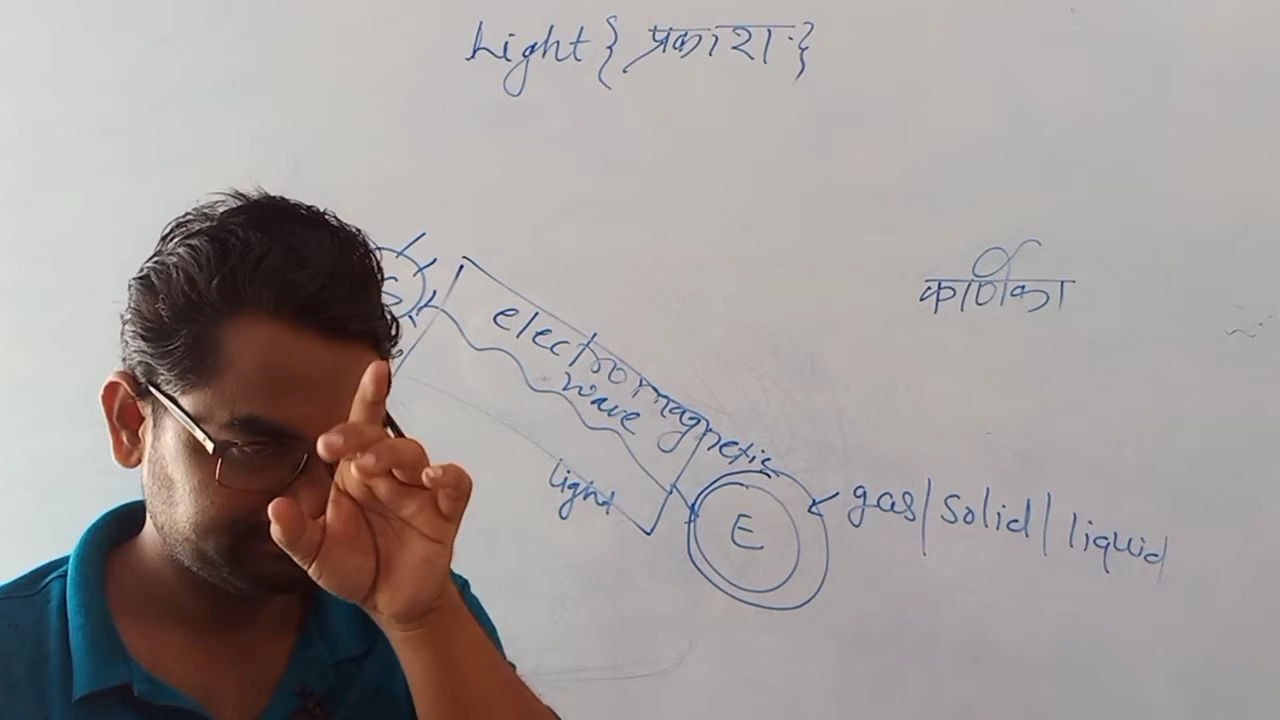 Light { प्रकाश }
S
electromagnetic
wave
light
कणिका
E
gas/solid/liquid